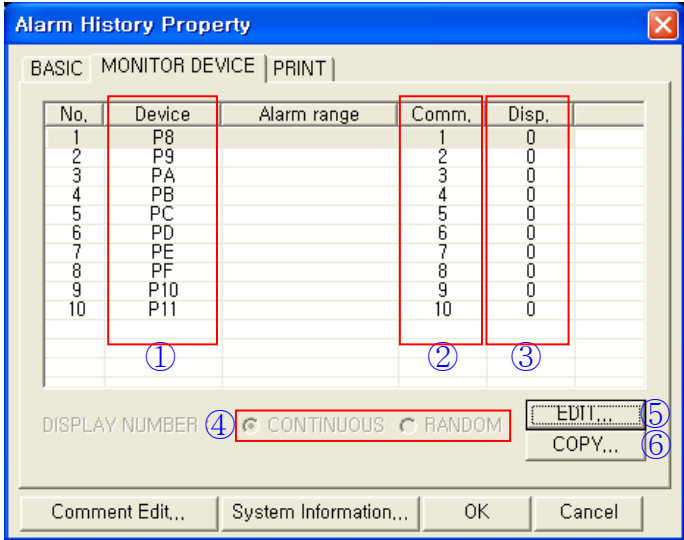 Alarm History Property
BASIC MONITOR DEVICE PRINT
No, Device Alarm range Comm, Disp,
1 P8 1 0
2 P9 2 0
3 PA 3 0
4 PB 4 0
5 PC 5 0
6 PD 6 0
7 PE 7 0
8 PF 8 0
9 P10 9 0
10 P11 10 0
① ② ③
DISPLAY NUMBER ④ CONTINUOUS RANDOM
EDIT,,, ⑤
COPY,,, ⑥
Comment Edit,,, System Information,,, OK Cancel